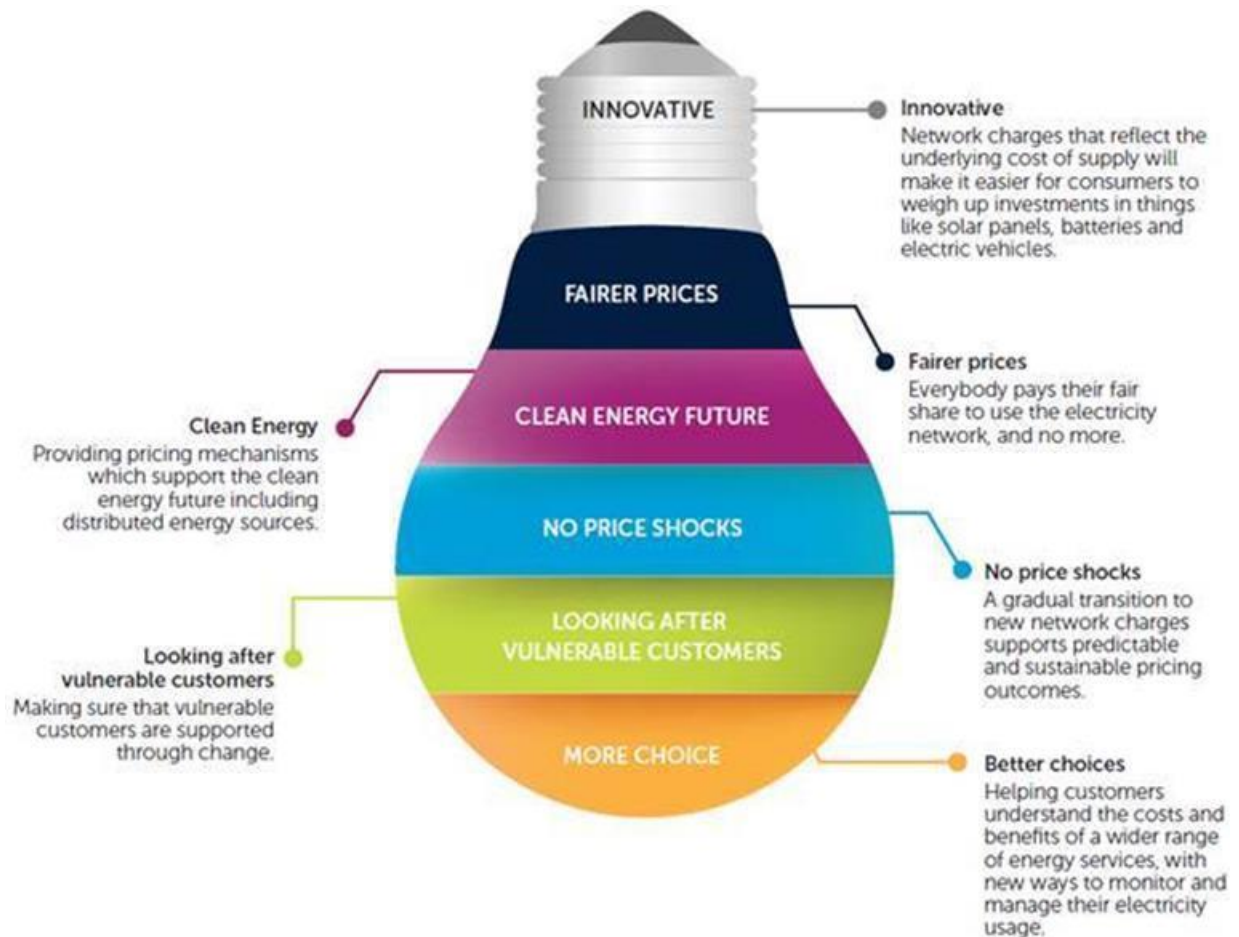 INNOVATIVE
Innovative
Network charges that reflect the
underlying cost of supply will
make it easier for consumers to
weigh up investments in things
like solar panels, batteries and
electric vehicles.
FAIRER PRICES
Fairer prices
Everybody pays their fair
share to use the electricity
network, and no more.
CLEAN ENERGY FUTURE
Clean Energy
Providing pricing mechanisms
which support the clean
energy future including
distributed energy sources.
NO PRICE SHOCKS
No price shocks
A gradual transition to
new network charges
supports predictable
and sustainable pricing
outcomes.
LOOKING AFTER
VULNERABLE CUSTOMERS
Looking after
vulnerable customers
Making sure that vulnerable
customers are supported
through change.
MORE CHOICE
Better choices
Helping customers
understand the costs and
benefits of a wider range
of energy services, with
new ways to monitor and
manage their electricity
usage.